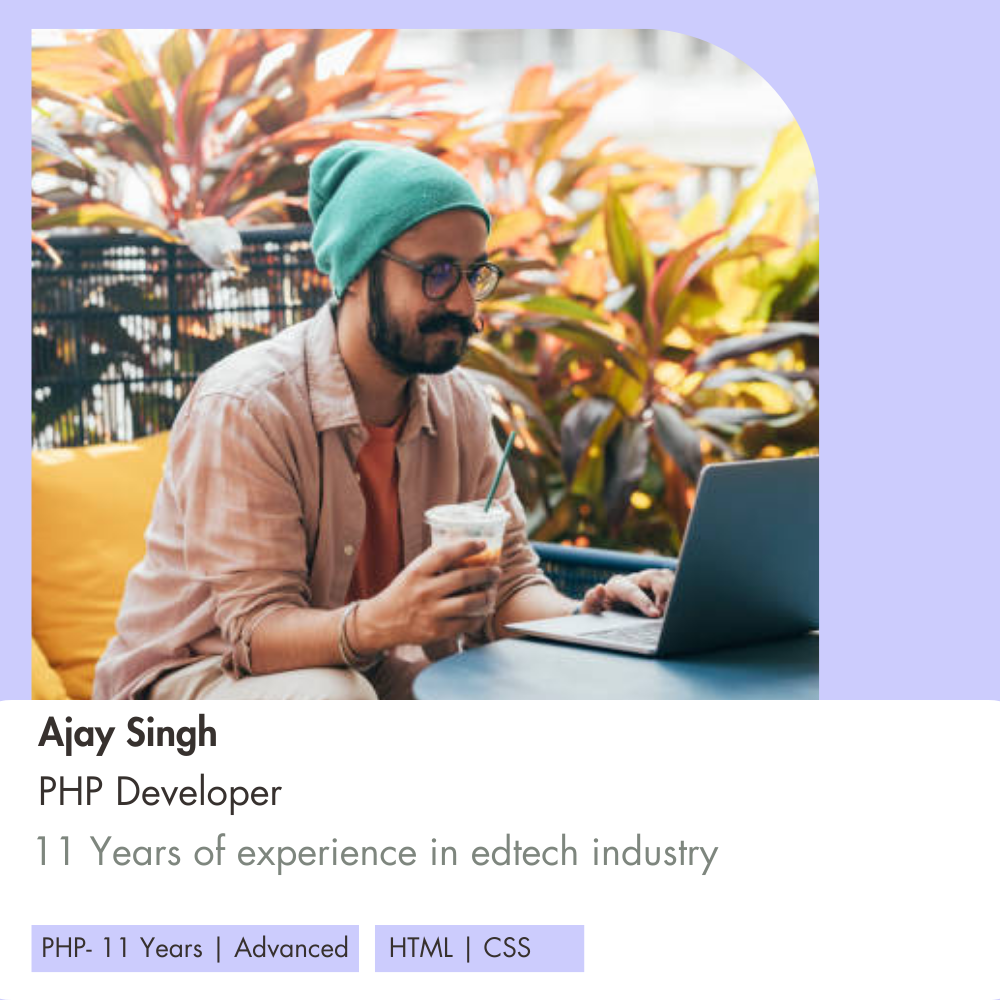 Ajay Singh
PHP Developer
11 Years of experience in edtech industry
PHP- 11 Years | Advanced
HTML | CSS